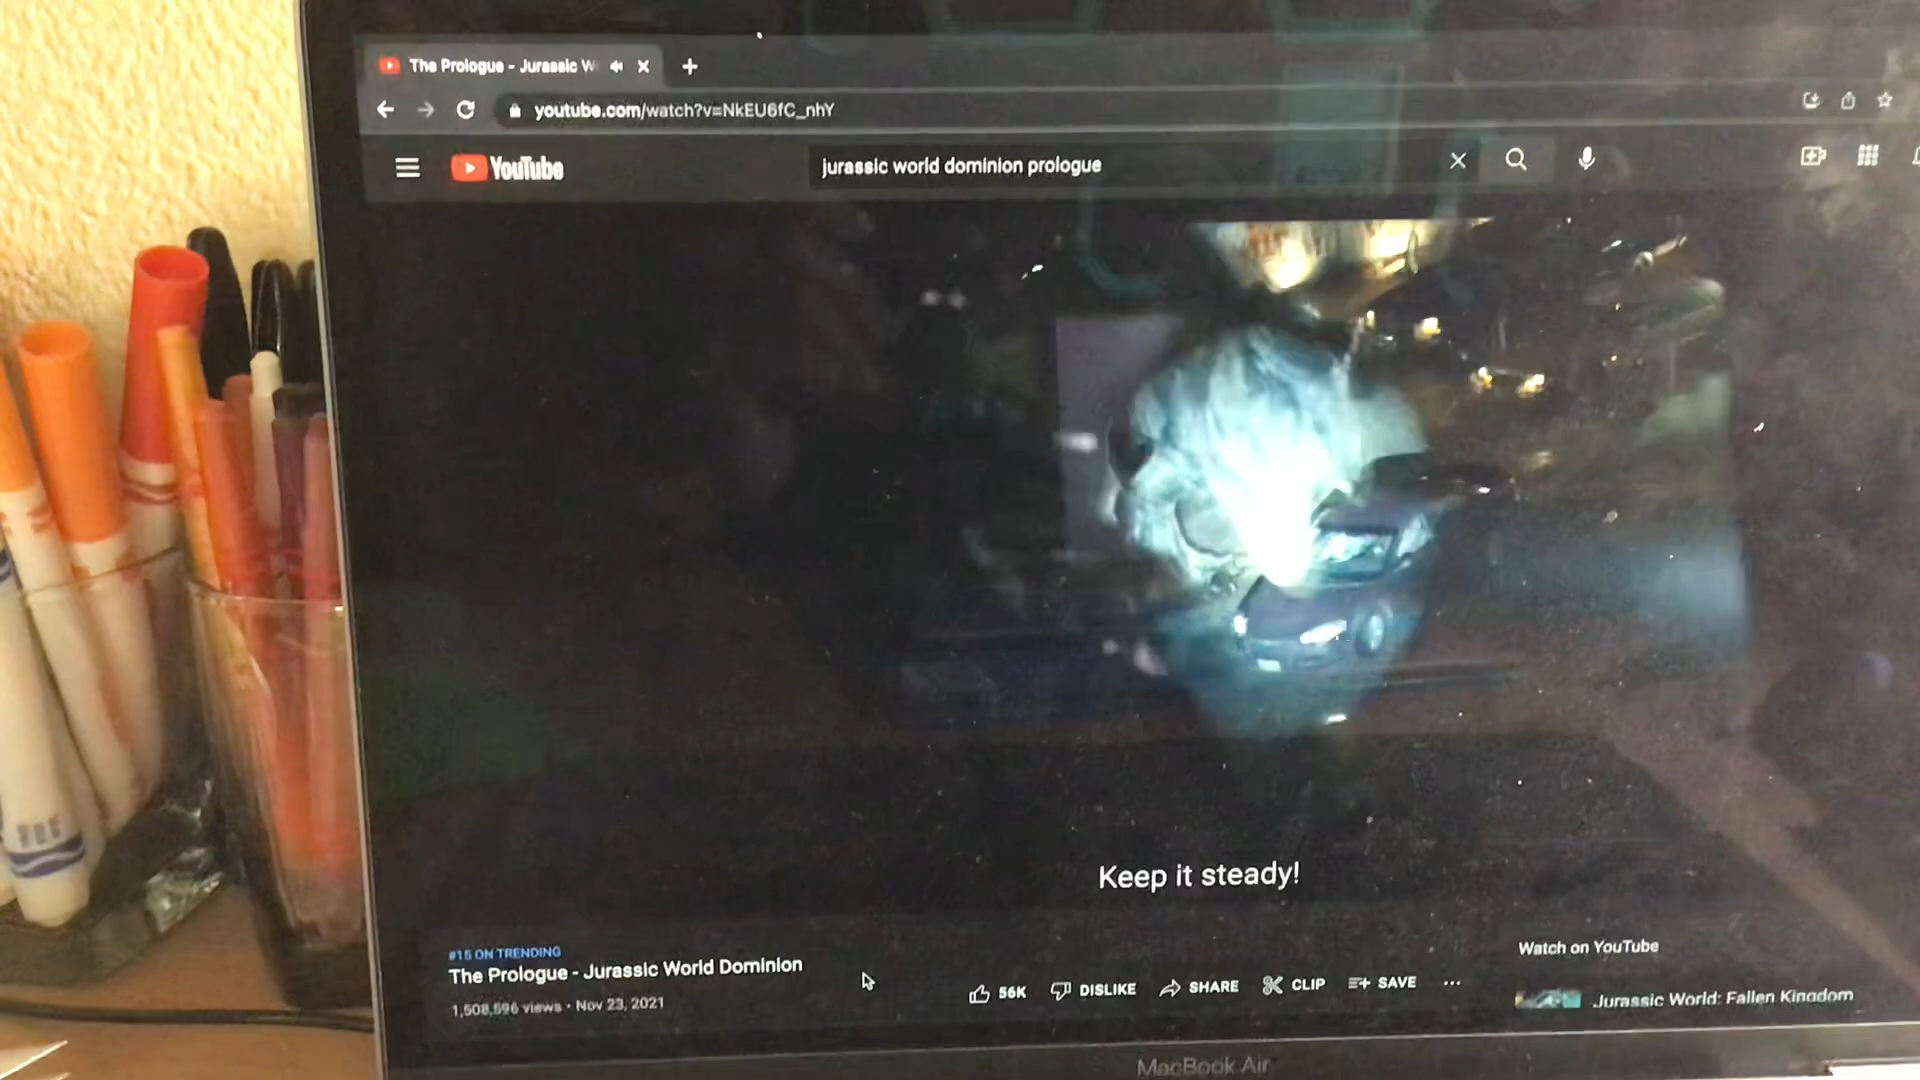 The Prologue - Jurassic W
youtube.com/watch?v=NkEU6fC_nhY
YouTube
jurassic world dominion prologue
Keep it steady!
#15 ON TRENDING
The Prologue - Jurassic World Dominion
1,508,596 views • Nov 23, 2021
56K
DISLIKE
SHARE
CLIP
SAVE
Watch on YouTube
Jurassic World: Fallen Kingdom
MacBook Air